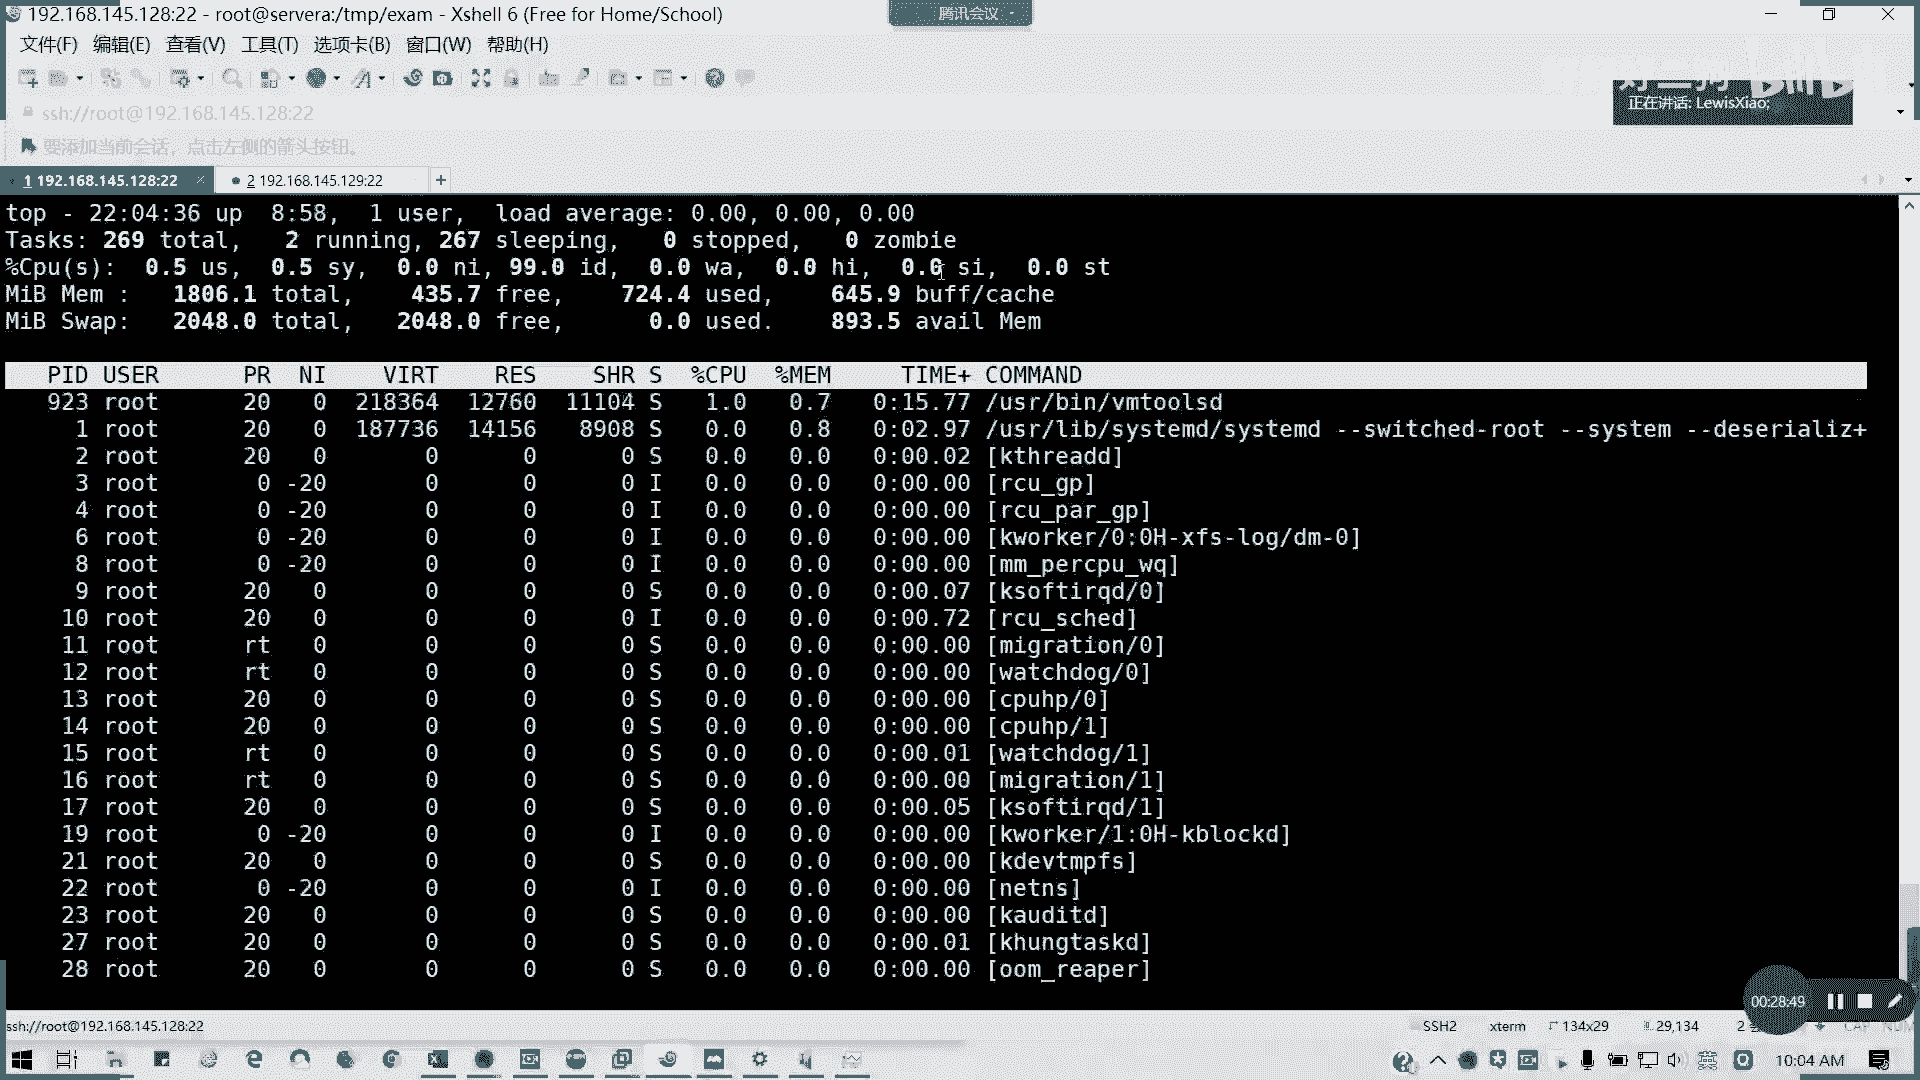 192.168.145.128:22 - root@servera:/tmp/exam - Xshell 6 (Free for Home/School)
腾讯会议
文件(F) 编辑(E) 查看(V) 工具(T) 选项卡(B) 窗口(W) 帮助(H)
正在讲话: LewisXiao;
ssh://root@192.168.145.128:22
要添加当前会话，点击左侧的箭头按钮。
1 192.168.145.128:22 2 192.168.145.129:22
top - 22:04:36 up  8:58,  1 user,  load average: 0.00, 0.00, 0.00
Tasks: 269 total,   2 running, 267 sleeping,   0 stopped,   0 zombie
%Cpu(s):  0.5 us,  0.5 sy,  0.0 ni, 99.0 id,  0.0 wa,  0.0 hi,  0.0 si,  0.0 st
MiB Mem :   1806.1 total,    435.7 free,    724.4 used,    645.9 buff/cache
MiB Swap:   2048.0 total,   2048.0 free,      0.0 used.    893.5 avail Mem
PID USER PR NI VIRT RES SHR S %CPU %MEM TIME+ COMMAND
923 root 20 0 218364 12760 11104 S 1.0 0.7 0:15.77 /usr/bin/vmtoolsd
1 root 20 0 187736 14156 8908 S 0.0 0.8 0:02.97 /usr/lib/systemd/systemd --switched-root --system --deserializ+
2 root 20 0 0 0 0 S 0.0 0.0 0:00.02 [kthreadd]
3 root 0 -20 0 0 0 I 0.0 0.0 0:00.00 [rcu_gp]
4 root 0 -20 0 0 0 I 0.0 0.0 0:00.00 [rcu_par_gp]
6 root 0 -20 0 0 0 I 0.0 0.0 0:00.00 [kworker/0:0H-xfs-log/dm-0]
8 root 0 -20 0 0 0 I 0.0 0.0 0:00.00 [mm_percpu_wq]
9 root 20 0 0 0 0 S 0.0 0.0 0:00.07 [ksoftirqd/0]
10 root 20 0 0 0 0 I 0.0 0.0 0:00.72 [rcu_sched]
11 root rt 0 0 0 0 S 0.0 0.0 0:00.00 [migration/0]
12 root rt 0 0 0 0 S 0.0 0.0 0:00.00 [watchdog/0]
13 root 20 0 0 0 0 S 0.0 0.0 0:00.00 [cpuhp/0]
14 root 20 0 0 0 0 S 0.0 0.0 0:00.00 [cpuhp/1]
15 root rt 0 0 0 0 S 0.0 0.0 0:00.01 [watchdog/1]
16 root rt 0 0 0 0 S 0.0 0.0 0:00.00 [migration/1]
17 root 20 0 0 0 0 S 0.0 0.0 0:00.05 [ksoftirqd/1]
19 root 0 -20 0 0 0 I 0.0 0.0 0:00.00 [kworker/1:0H-kblockd]
21 root 20 0 0 0 0 S 0.0 0.0 0:00.00 [kdevtmpfs]
22 root 0 -20 0 0 0 I 0.0 0.0 0:00.00 [netns]
23 root 20 0 0 0 0 S 0.0 0.0 0:00.00 [kauditd]
27 root 20 0 0 0 0 S 0.0 0.0 0:00.01 [khungtaskd]
28 root 20 0 0 0 0 S 0.0 0.0 0:00.00 [oom_reaper]
00:28:49
ssh://root@192.168.145.128:22 SSH2 xterm 134x29 29,134 2 CAP NUM
英 10:04 AM